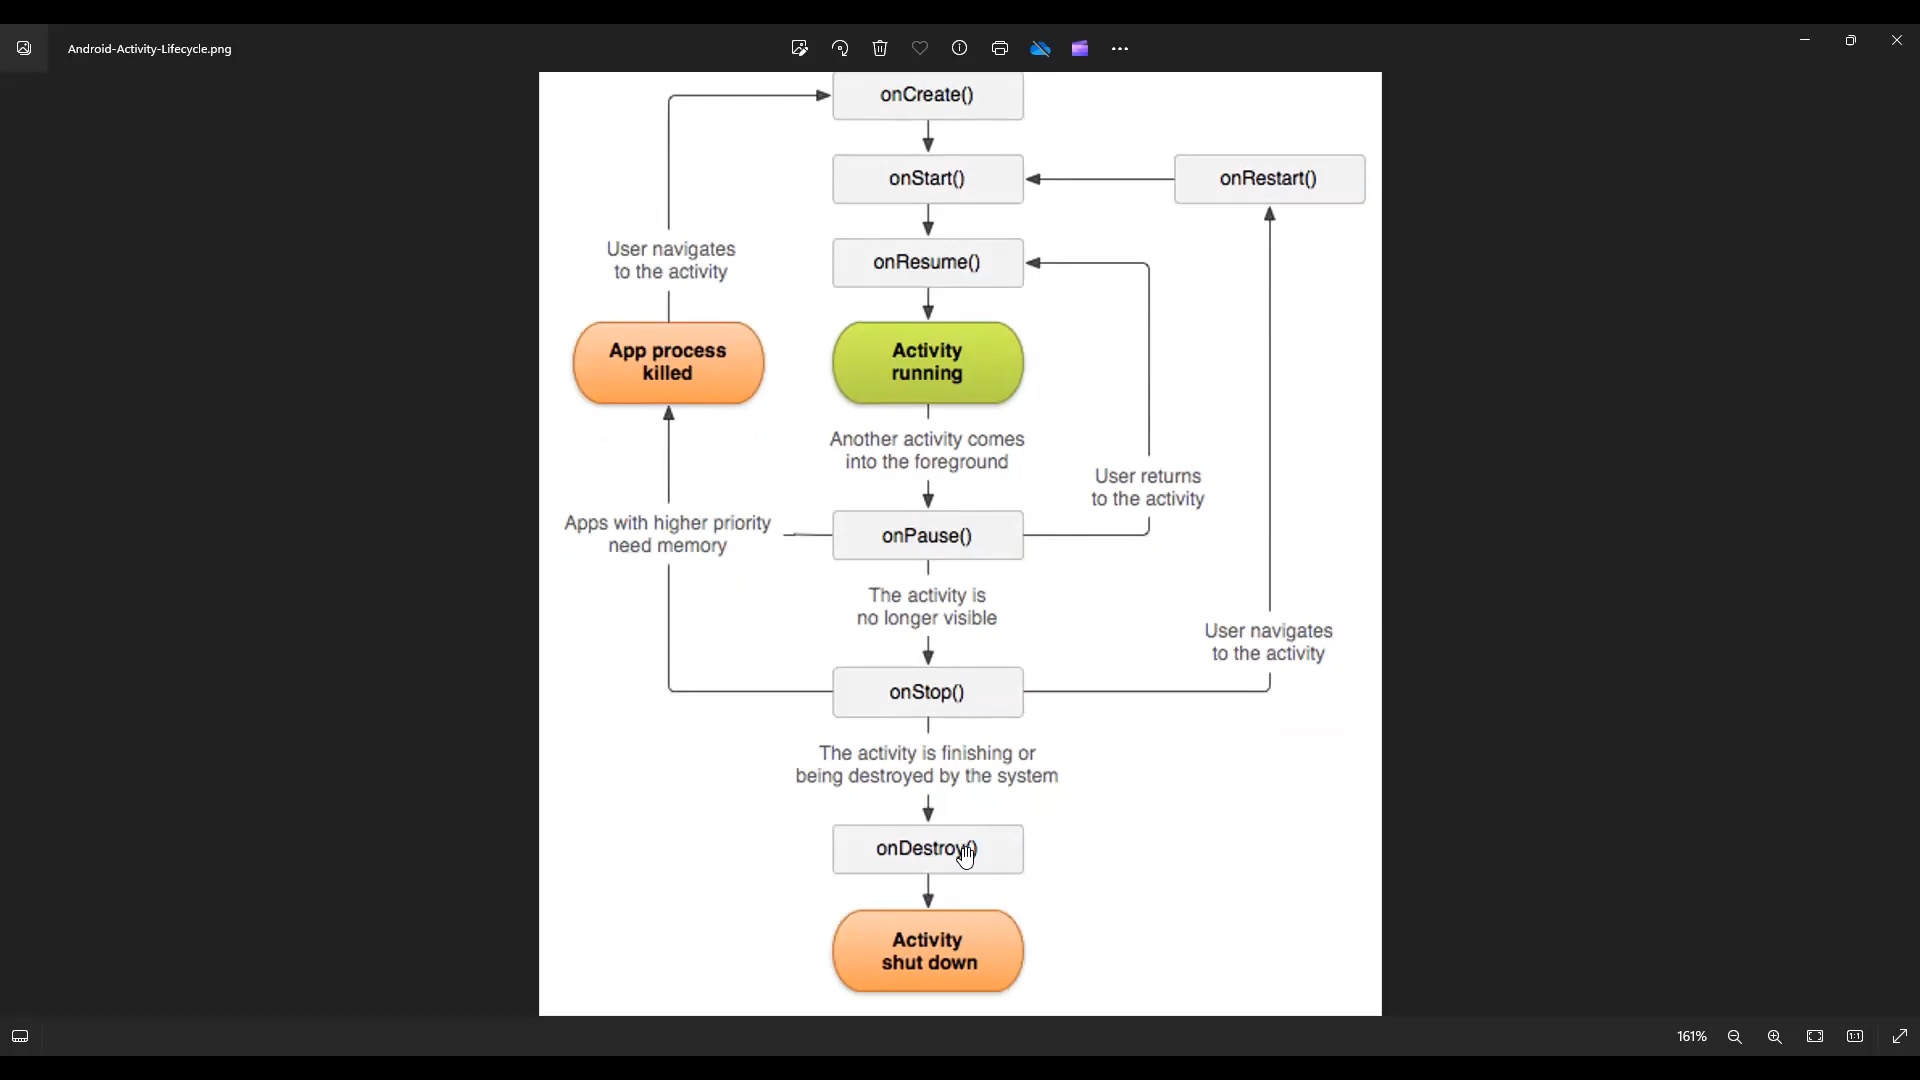 Android-Activity-Lifecycle.png
onCreate()
onStart()
onRestart()
onResume()
User navigates
to the activity
App process
killed
Activity
running
Another activity comes
into the foreground
User returns
to the activity
Apps with higher priority
need memory
onPause()
The activity is
no longer visible
User navigates
to the activity
onStop()
The activity is finishing or
being destroyed by the system
onDestroy()
Activity
shut down
161%
1:1